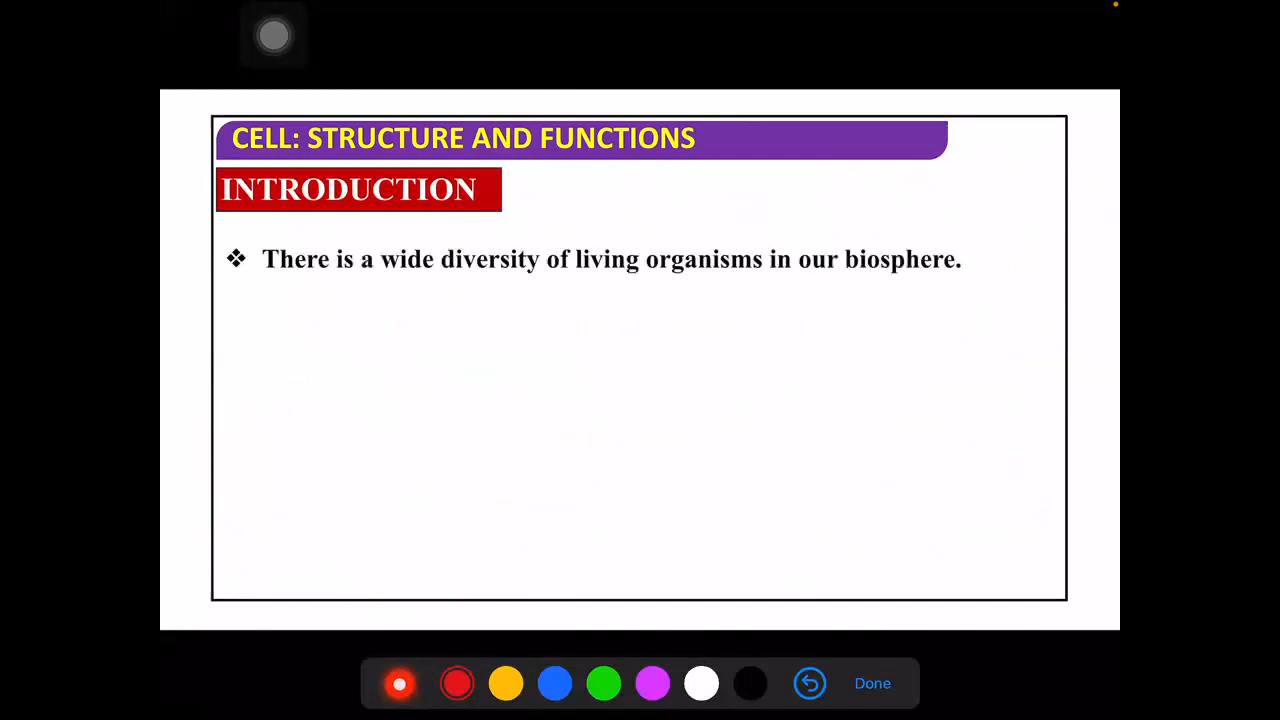 CELL: STRUCTURE AND FUNCTIONS
INTRODUCTION
❖ There is a wide diversity of living organisms in our biosphere.
Done